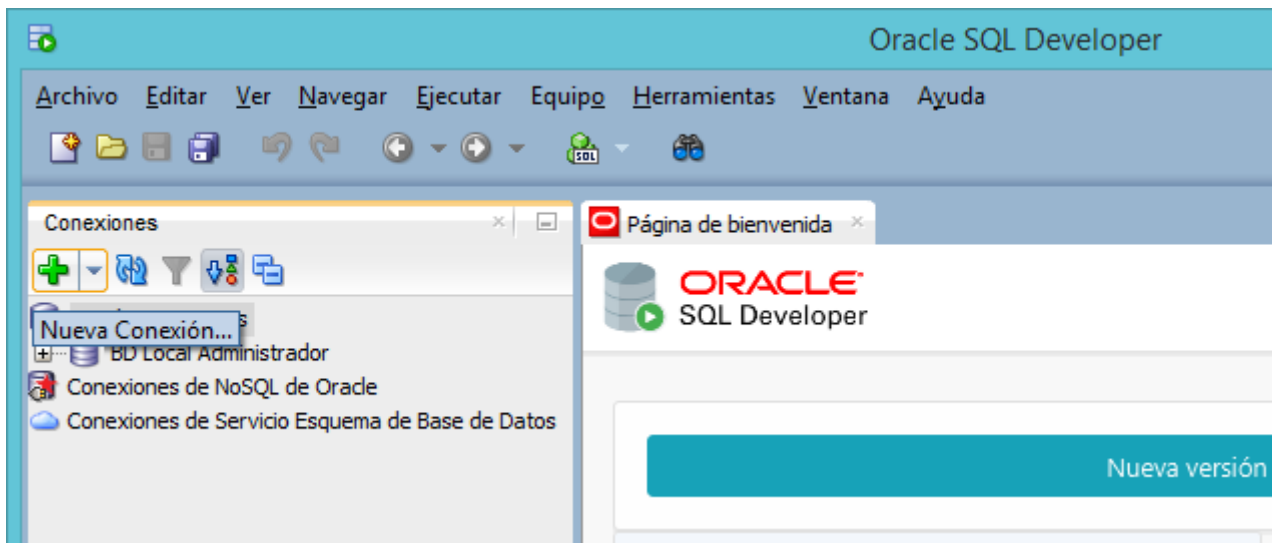 Oracle SQL Developer
Archivo Editar Ver Navegar Ejecutar Equipo Herramientas Ventana Ayuda
SQL
Conexiones
Página de bienvenida
ORACLE
SQL Developer
Nueva Conexión...
BD Local Administrador
Conexiones de NoSQL de Oracle
Conexiones de Servicio Esquema de Base de Datos
Nueva versión